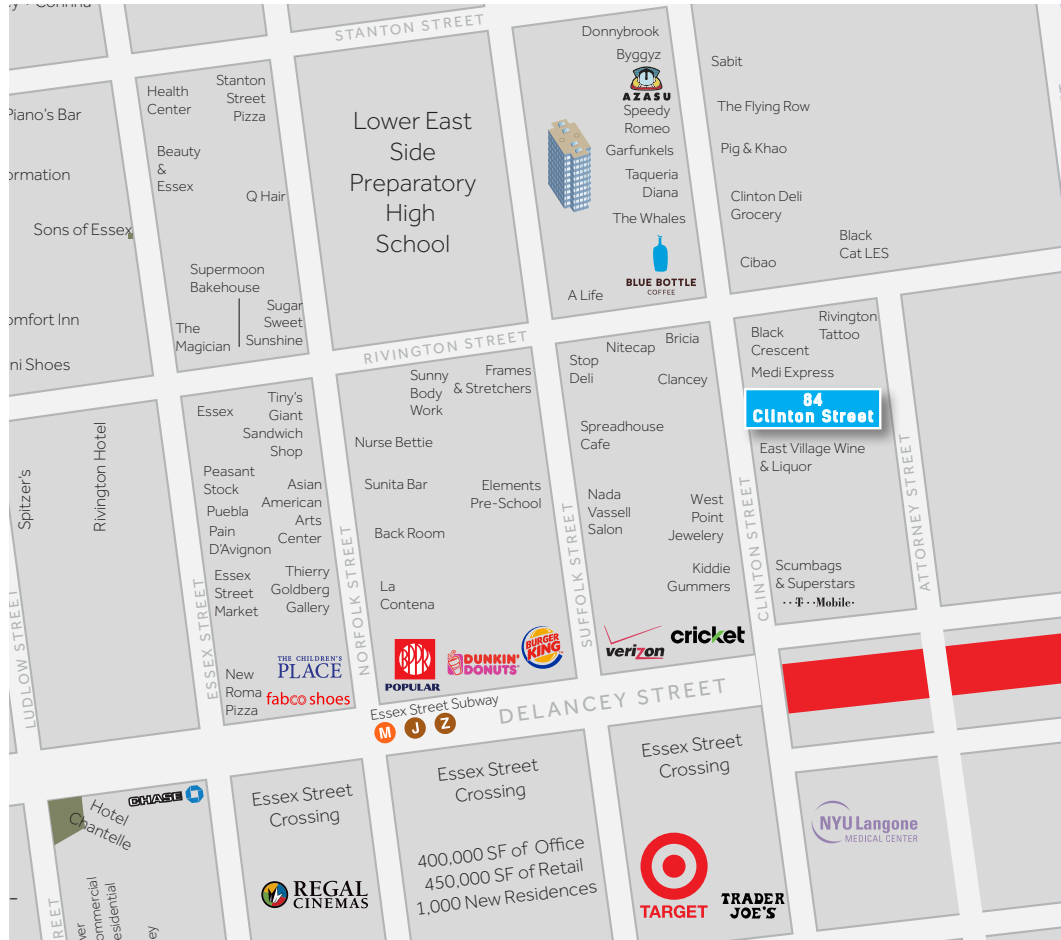 STANTON STREET
Donnybrook
Byggyz
AZASU
Speedy
Romeo
Garfunkels
Taqueria
Diana
The Whales
BLUE BOTTLE
COFFEE
A Life
Sabit
The Flying Row
Pig & Khao
Clinton Deli
Grocery
Black
Cat LES
Cibao
Health
Center
Stanton
Street
Pizza
Beauty
&
Essex
Q Hair
Supermoon
Bakehouse
The
Magician
Sugar
Sweet
Sunshine
Lower East
Side
Preparatory
High
School
Piano's Bar
Sons of Essex
RIVINGTON STREET
Essex
Tiny's
Giant
Sandwich
Shop
Peasant
Stock
Puebla
Pain
D'Avignon
Asian
American
Arts
Center
Essex
Street
Market
Thierry
Goldberg
Gallery
New
Roma
Pizza
THE CHILDREN'S
PLACE
fabco shoes
Sunny
Body
Work
Frames
& Stretchers
Nurse Bettie
Sunita Bar
Elements
Pre-School
Back Room
La
Contena
POPULAR
DUNKIN'
DONUTS
BURGER
KING
Stop
Deli
Nitecap
Bricia
Clancey
Spreadhouse
Cafe
Nada
Vassell
Salon
West
Point
Jewelery
Kiddie
Gummers
verizon
cricket
Black
Crescent
Rivington
Tattoo
Medi Express
84
Clinton Street
East Village Wine
& Liquor
Scumbags
& Superstars
T Mobile
Spitzer's
Rivington Hotel
LUDLOW STREET
ESSEX STREET
NORFOLK STREET
SUFFOLK STREET
CLINTON STREET
ATTORNEY STREET
Essex Street Subway
M J Z
DELANCEY STREET
Hotel
Chantelle
CHASE
Essex Street
Crossing
REGAL
CINEMAS
Essex Street
Crossing
400,000 SF of Office
450,000 SF of Retail
1,000 New Residences
Essex Street
Crossing
TARGET
TRADER
JOE'S
NYU Langone
MEDICAL CENTER